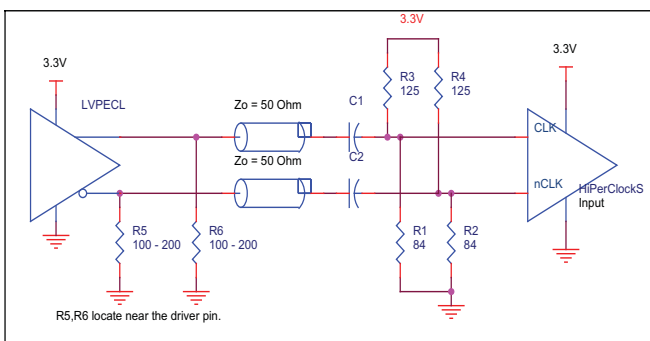 3.3V
3.3V
3.3V
LVPECL
R3
125
R4
125
Zo = 50 Ohm
C1
CLK
Zo = 50 Ohm
C2
nCLK
HiPerClockS
Input
R5
100 - 200
R6
100 - 200
R1
84
R2
84
R5,R6 locate near the driver pin.